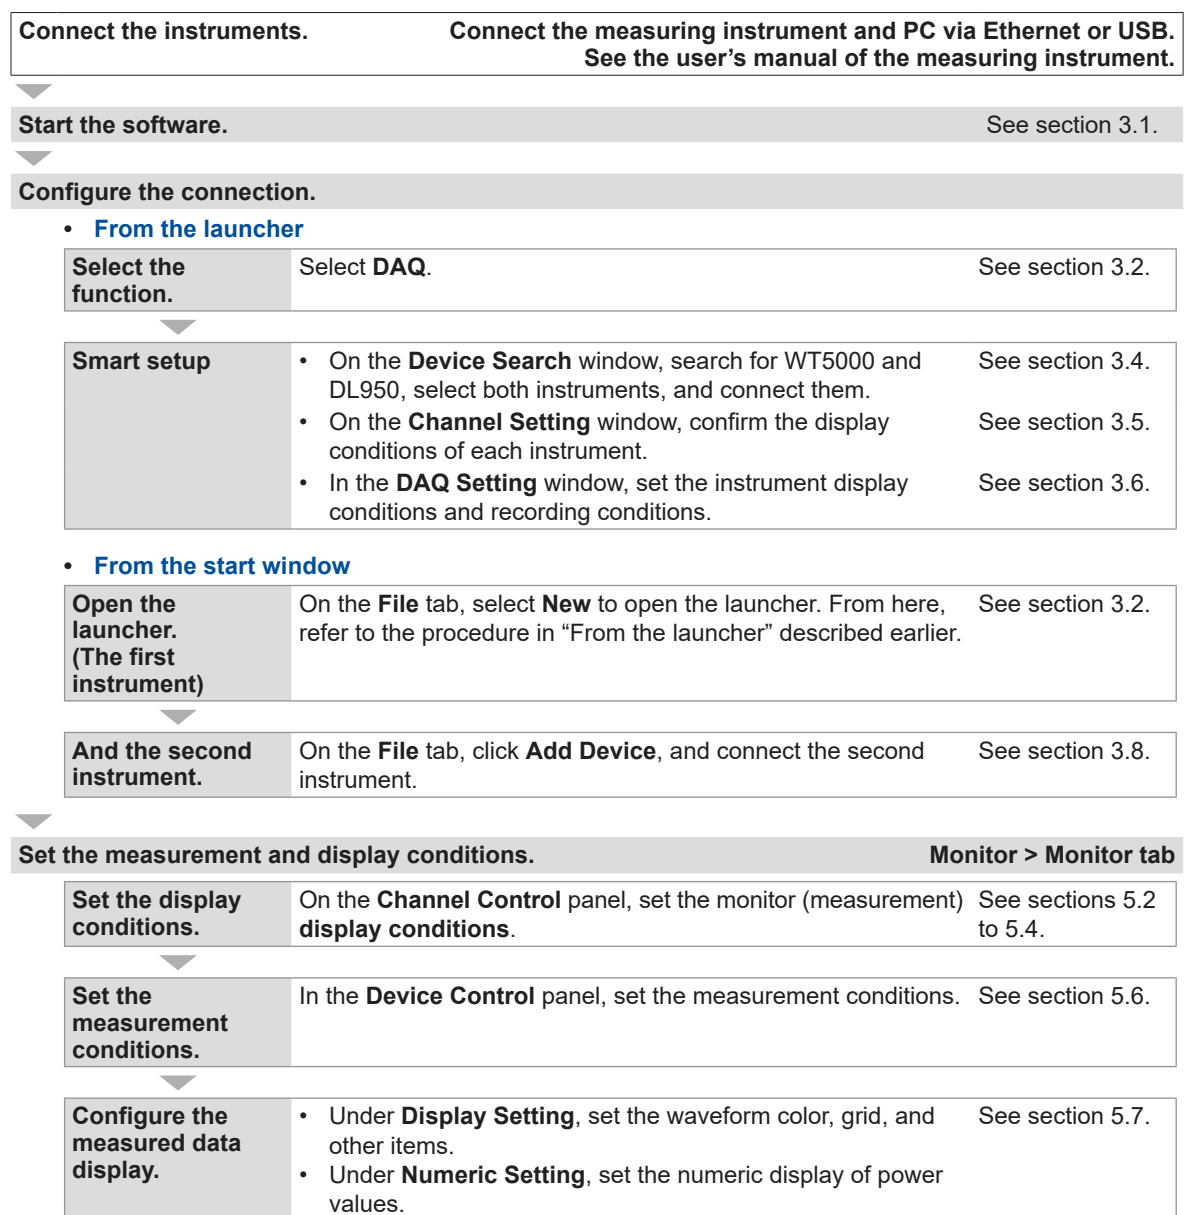 Connect the instruments. Connect the measuring instrument and PC via Ethernet or USB.
See the user’s manual of the measuring instrument.
Start the software. See section 3.1.
Configure the connection.
• From the launcher
Select the function. Select DAQ. See section 3.2.
Smart setup
• On the Device Search window, search for WT5000 and See section 3.4.
DL950, select both instruments, and connect them.
• On the Channel Setting window, confirm the display See section 3.5.
conditions of each instrument.
• In the DAQ Setting window, set the instrument display See section 3.6.
conditions and recording conditions.
• From the start window
Open the
launcher.
(The first
instrument)
On the File tab, select New to open the launcher. From here, See section 3.2.
refer to the procedure in “From the launcher” described earlier.
And the second
instrument.
On the File tab, click Add Device, and connect the second See section 3.8.
instrument.
Set the measurement and display conditions. Monitor > Monitor tab
Set the display
conditions.
On the Channel Control panel, set the monitor (measurement) See sections 5.2
display conditions. to 5.4.
Set the
measurement
conditions.
In the Device Control panel, set the measurement conditions. See section 5.6.
Configure the
measured data
display.
• Under Display Setting, set the waveform color, grid, and See section 5.7.
other items.
• Under Numeric Setting, set the numeric display of power
values.